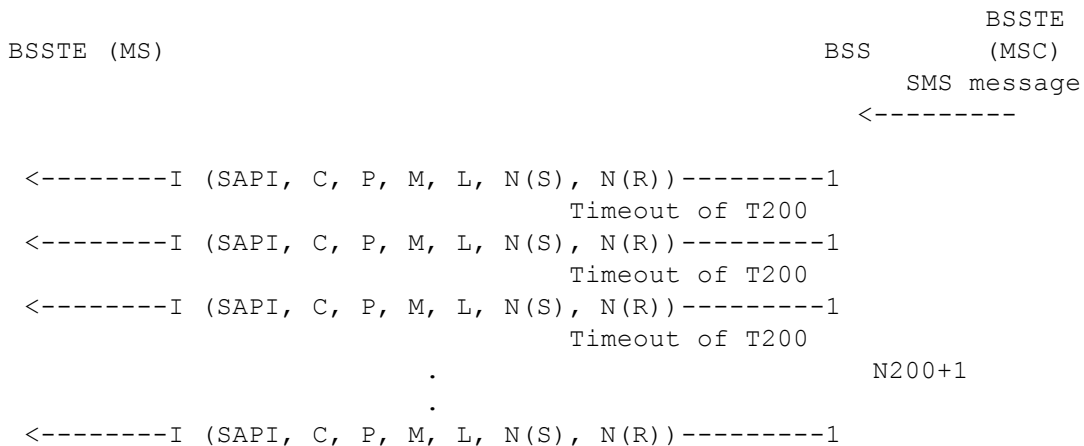 BSSTE
BSSTE (MS) BSS (MSC)
SMS message
<---------
<--------I (SAPI, C, P, M, L, N(S), N(R))---------1
Timeout of T200
<--------I (SAPI, C, P, M, L, N(S), N(R))---------1
Timeout of T200
<--------I (SAPI, C, P, M, L, N(S), N(R))---------1
Timeout of T200
. N200+1
.
<--------I (SAPI, C, P, M, L, N(S), N(R))---------1